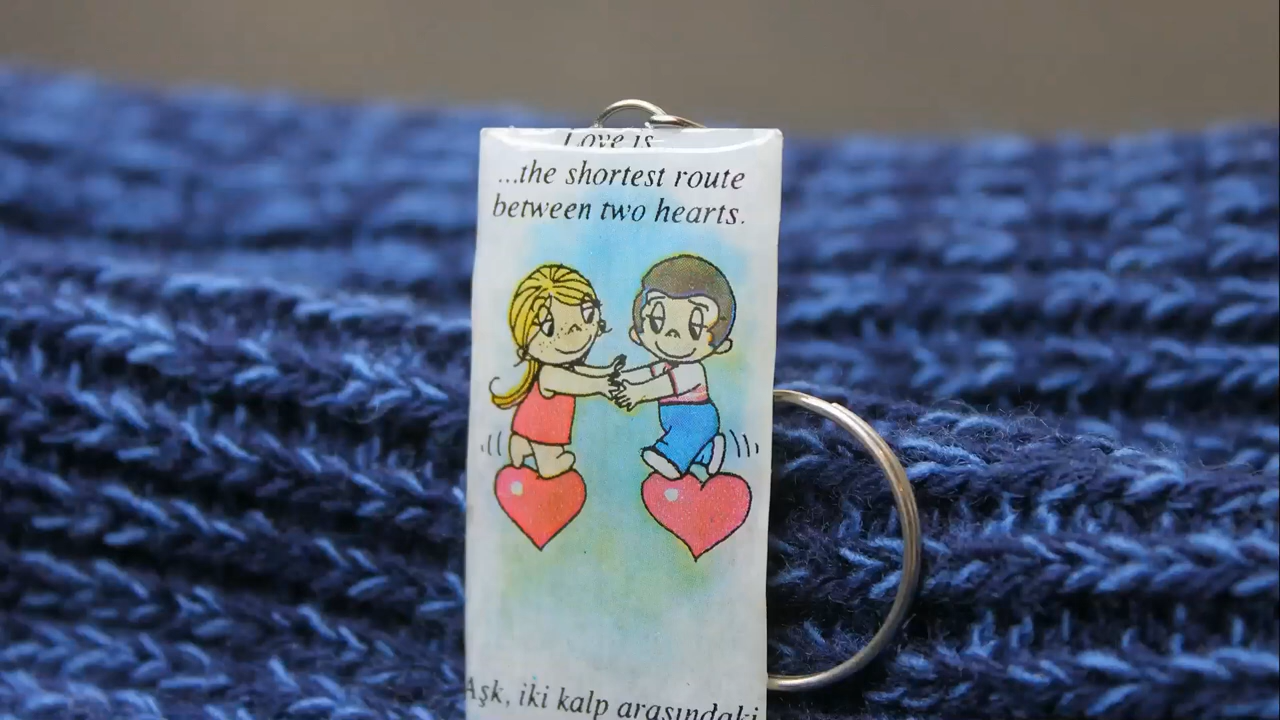 Love is
...the shortest route
between two hearts.
Aşk, iki kalp arasındaki